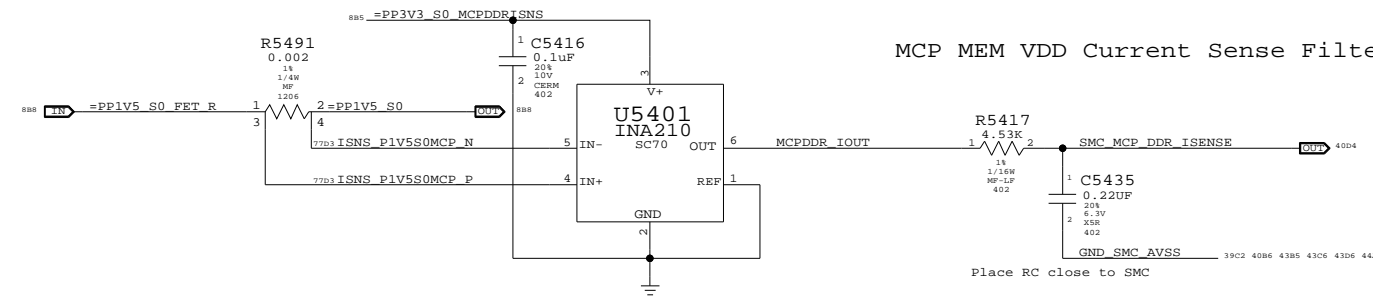 8B5 =PP3V3_S0_MCPDDRISNS
MCP MEM VDD Current Sense Filte
R5491
0.002
1%
1/4W
MF
1206
1
C5416
0.1uF
20%
10V
CERM
402
2
8B8 IN =PP1V5_S0_FET_R 1 2 =PP1V5_S0 OUT 8B8
3 4
3
V+
U5401
INA210
SC70
77D3 ISNS_P1V5S0MCP_N 5 IN-
OUT 6 MCPDDR_IOUT
77D3 ISNS_P1V5S0MCP_P 4 IN+
REF 1
GND
2
R5417
4.53K
1 2
1%
1/16W
MF-LF
402
SMC_MCP_DDR_ISENSE OUT 40D4
1
C5435
0.22UF
20%
6.3V
X5R
402
2
GND_SMC_AVSS 39C2 40B6 43B5 43C6 43D6
Place RC close to SMC